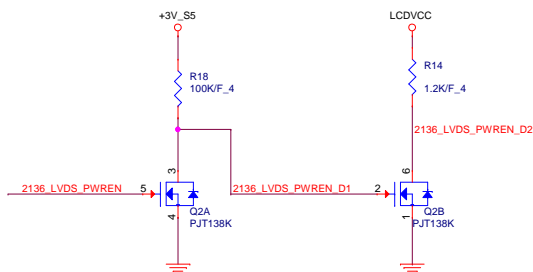 +3V_S5
LCDVCC
R18
100K/F_4
R14
1.2K/F_4
2136_LVDS_PWREN_D2
3
6
2136_LVDS_PWREN
5
2136_LVDS_PWREN_D1
2
4
Q2A
PJT138K
1
Q2B
PJT138K